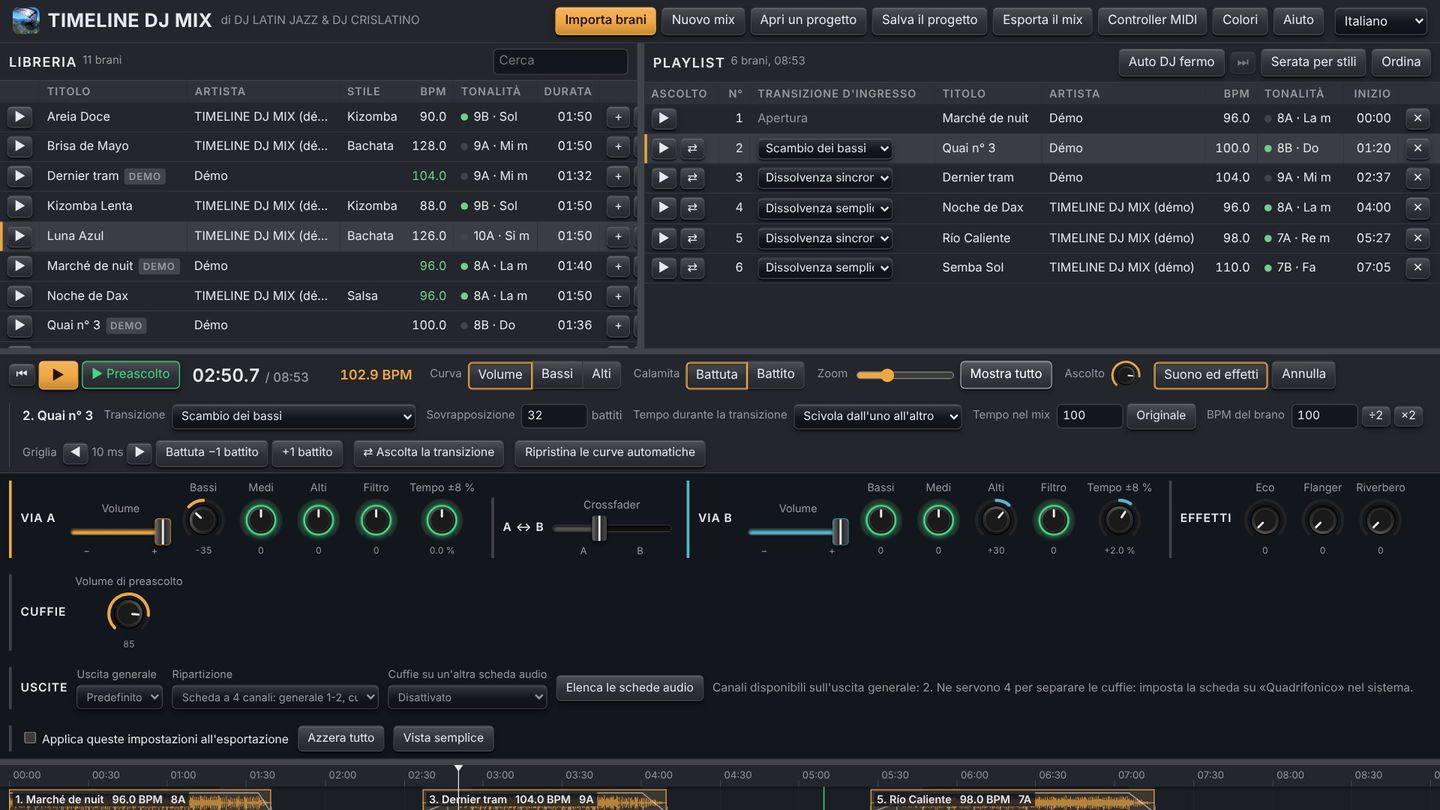 TIMELINE DJ MIX di DJ LATIN JAZZ & DJ CRISLATINO Importa brani Nuovo mix Apri un progetto Salva il progetto Esporta il mix Controller MIDI Colori Aiuto Italiano
LIBRERIA 11 brani Cerca
TITOLO ARTISTA STILE BPM TONALITÀ DURATA
Areia Doce TIMELINE DJ MIX (dé... Kizomba 90.0 9B · Sol 01:50 +
Brisa de Mayo TIMELINE DJ MIX (dé... Bachata 128.0 9A · Mi m 01:50 +
Dernier tram DEMO Démo 104.0 9A · Mi m 01:32 +
Kizomba Lenta TIMELINE DJ MIX (dé... Kizomba 88.0 9B · Sol 01:50 +
Luna Azul TIMELINE DJ MIX (dé... Bachata 126.0 10A · Si m 01:50 +
Marché de nuit DEMO Démo 96.0 8A · La m 01:40 +
Noche de Dax TIMELINE DJ MIX (dé... Salsa 96.0 8A · La m 01:50 +
Quai n° 3 DEMO Démo 100.0 8B · Do 01:36 +
PLAYLIST 6 brani, 08:53 Auto DJ fermo Serata per stili Ordina
ASCOLTO N° TRANSIZIONE D'INGRESSO TITOLO ARTISTA BPM TONALITÀ INIZIO
1 Apertura Marché de nuit Démo 96.0 8A · La m 00:00 ✕
⇄ 2 Scambio dei bassi Quai n° 3 Démo 100.0 8B · Do 01:20 ✕
⇄ 3 Dissolvenza sincror Dernier tram Démo 104.0 9A · Mi m 02:37 ✕
⇄ 4 Dissolvenza semplic Noche de Dax TIMELINE DJ MIX (démo) 96.0 8A · La m 04:00 ✕
⇄ 5 Dissolvenza sincror Río Caliente TIMELINE DJ MIX (démo) 98.0 7A · Re m 05:27 ✕
⇄ 6 Dissolvenza semplic Semba Sol TIMELINE DJ MIX (démo) 110.0 7B · Fa 07:05 ✕
Preascolto 02:50.7 / 08:53 102.9 BPM Curva Volume Bassi Alti Calamita Battuta Battito Zoom Mostra tutto Ascolto Suono ed effetti Annulla
2. Quai n° 3 Transizione Scambio dei bassi Sovrapposizione 32 battiti Tempo durante la transizione Scivola dall'uno all'altro Tempo nel mix 100 Originale BPM del brano 100 ÷2 ×2
Griglia ◀ 10 ms ▶ Battuta −1 battito +1 battito ⇄ Ascolta la transizione Ripristina le curve automatiche
VIA A Volume − + Bassi -35 Medi 0 Alti 0 Filtro 0 Tempo ±8 % 0.0 %
A ↔ B Crossfader A B
VIA B Volume − + Bassi 0 Medi 0 Alti +30 Filtro 0 Tempo ±8 % +2.0 %
EFFETTI Eco 0 Flanger 0 Riverbero 0
CUFFIE Volume di preascolto 85
Uscita generale Ripartizione Cuffie su un'altra scheda audio
USCITE Predefinito Scheda a 4 canali: generale 1-2, cu Disattivato Elenca le schede audio Canali disponibili sull'uscita generale: 2. Ne servono 4 per separare le cuffie: imposta la scheda su «Quadrifonico» nel sistema.
Applica queste impostazioni all'esportazione Azzera tutto Vista semplice
00:00 00:30 01:00 01:30 02:00 02:30 03:00 03:30 04:00 04:30 05:00 05:30 06:00 06:30 07:00 07:30 08:00 08:30
1. Marché de nuit 96.0 BPM 8A 3. Dernier tram 104.0 BPM 9A 5. Río Caliente 98.0 BPM 7A